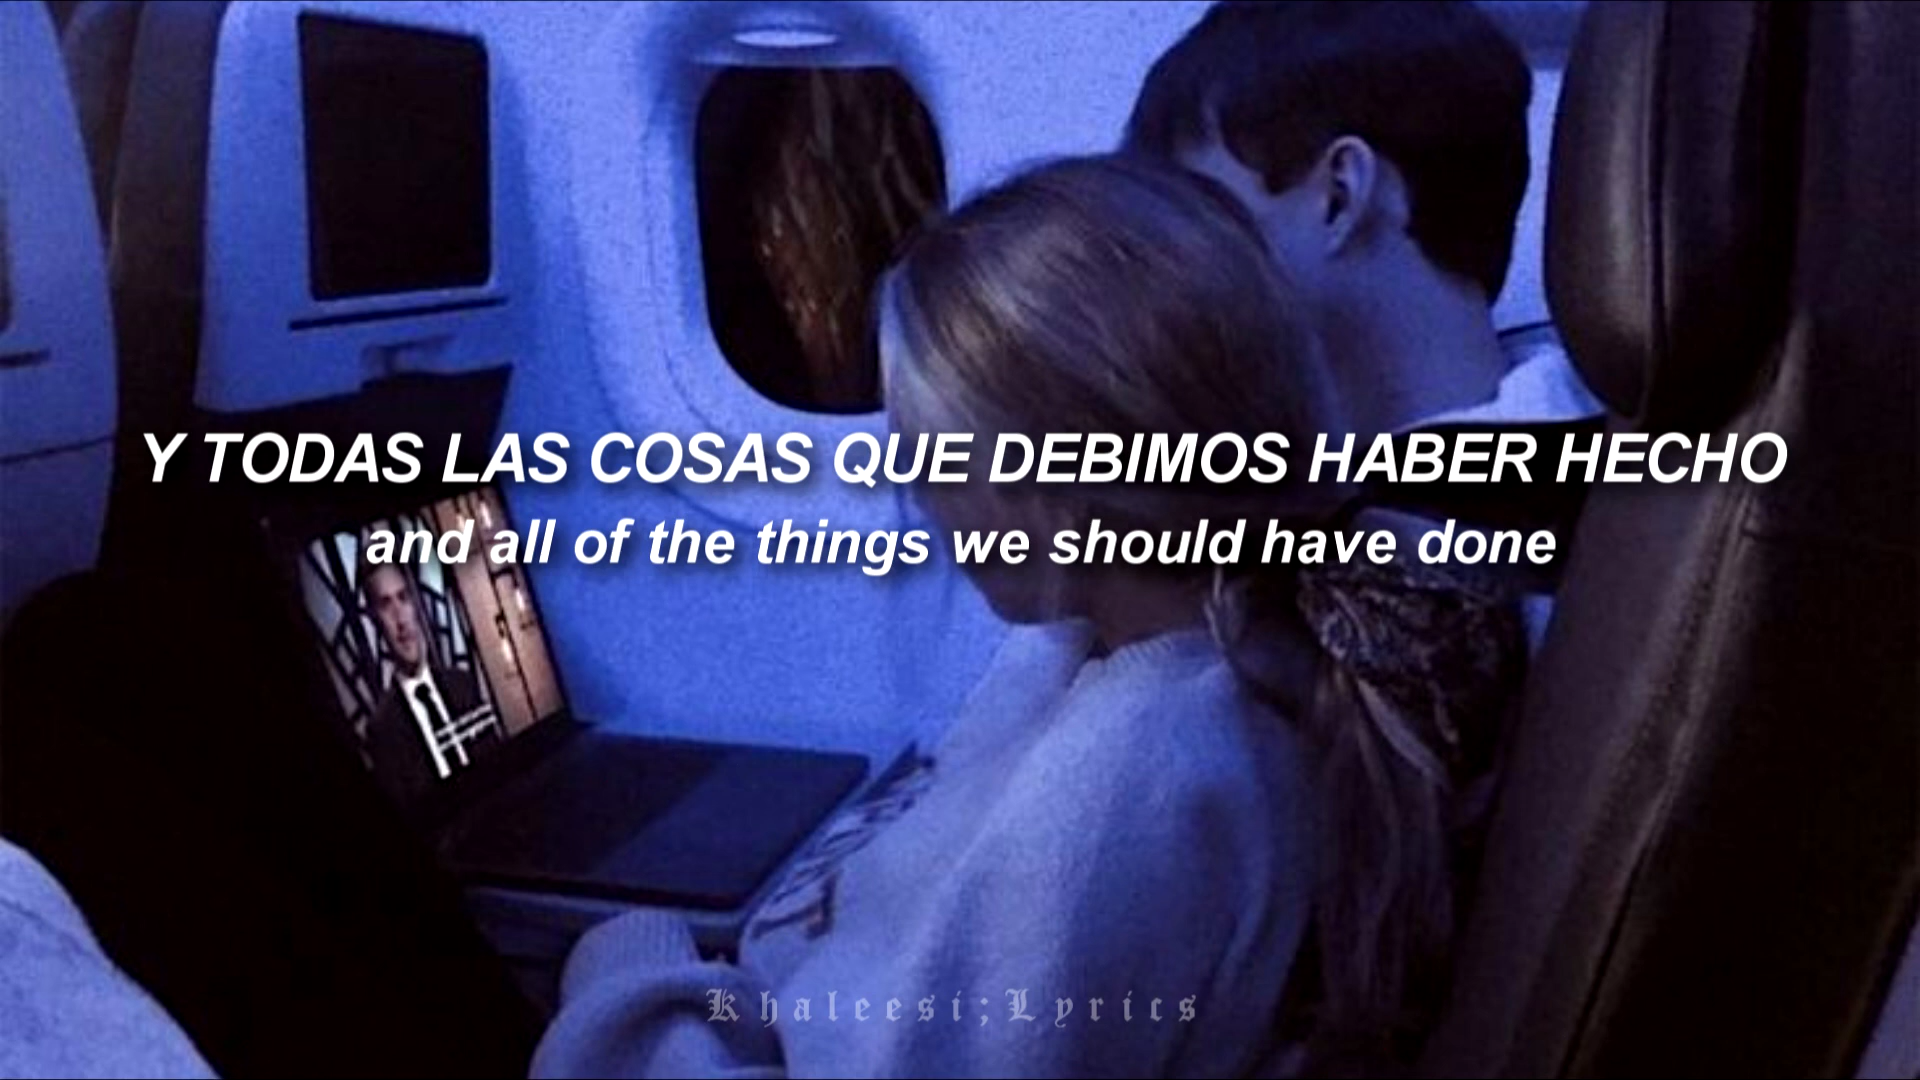 Y TODAS LAS COSAS QUE DEBIMOS HABER HECHO
and all of the things we should have done
Khaleesi;Lyrics